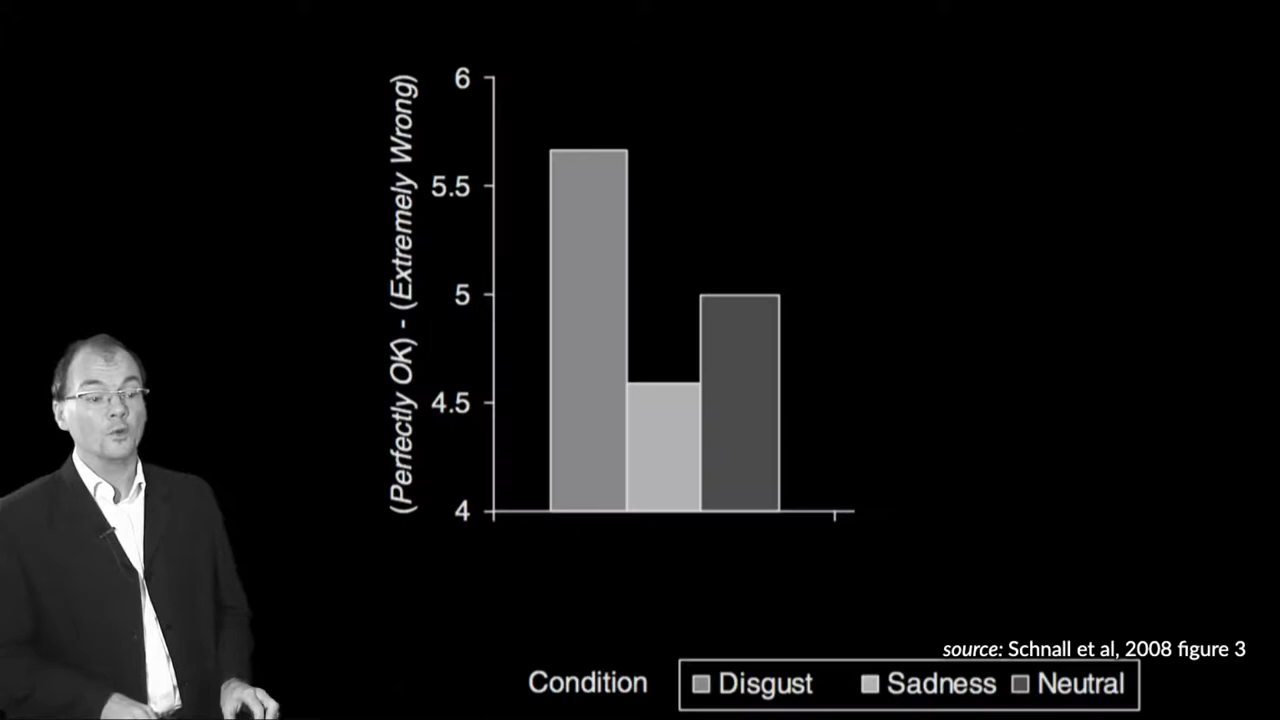 (Perfectly OK) - (Extremely Wrong)
6
5.5
5
4.5
4
source: Schnall et al, 2008 figure 3
Condition
Disgust
Sadness
Neutral